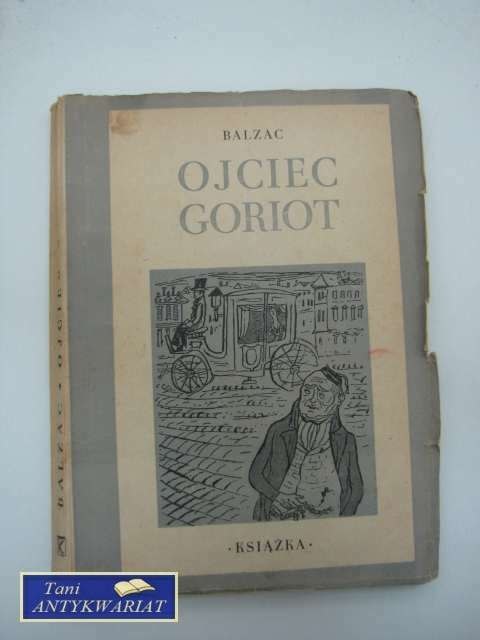 BALZAC
OJCIEC
GORIOT
· KSIĄŻKA ·
BALZAC • OJCIEC
Tani
ANTYKWARIAT